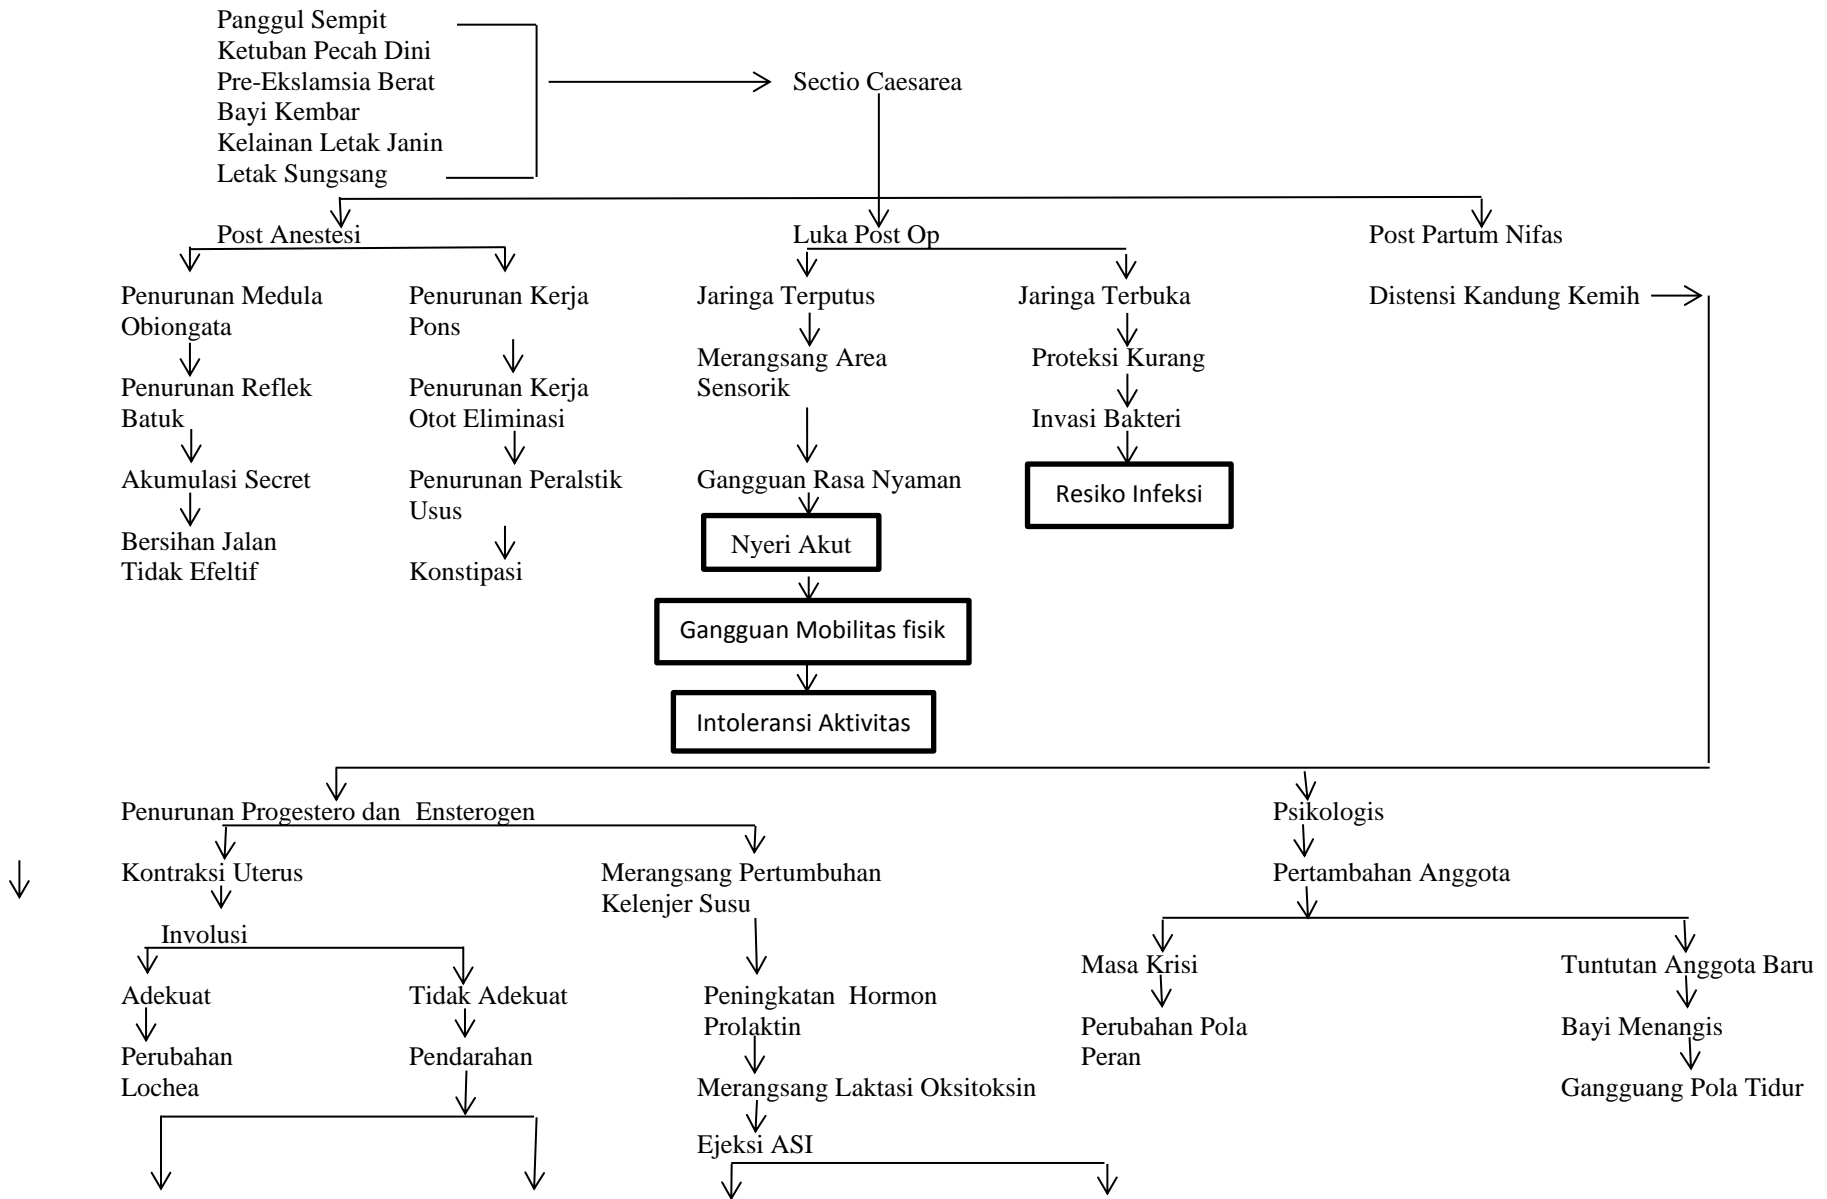 Panggul Sempit
Ketuban Pecah Dini
Pre-Ekslamsia Berat
Bayi Kembar
Kelainan Letak Janin
Letak Sungsang
Sectio Caesarea
Post Anestesi
Luka Post Op
Post Partum Nifas
Penurunan Medula
Obiongata
Penurunan Kerja
Pons
Jaringa Terputus
Jaringa Terbuka
Distensi Kandung Kemih
Merangsang Area
Sensorik
Proteksi Kurang
Penurunan Reflek
Batuk
Penurunan Kerja
Otot Eliminasi
Invasi Bakteri
Akumulasi Secret
Penurunan Peralstik
Usus
Gangguan Rasa Nyaman
Resiko Infeksi
Bersihan Jalan
Tidak Efeltif
Konstipasi
Nyeri Akut
Gangguan Mobilitas fisik
Intoleransi Aktivitas
Penurunan Progestero dan Ensterogen
Psikologis
Kontraksi Uterus
Merangsang Pertumbuhan
Kelenjer Susu
Pertambahan Anggota
Involusi
Masa Krisi
Tuntutan Anggota Baru
Adekuat
Tidak Adekuat
Peningkatan Hormon
Prolaktin
Perubahan Pola
Peran
Bayi Menangis
Perubahan
Lochea
Pendarahan
Merangsang Laktasi Oksitoksin
Gangguang Pola Tidur
Ejeksi ASI